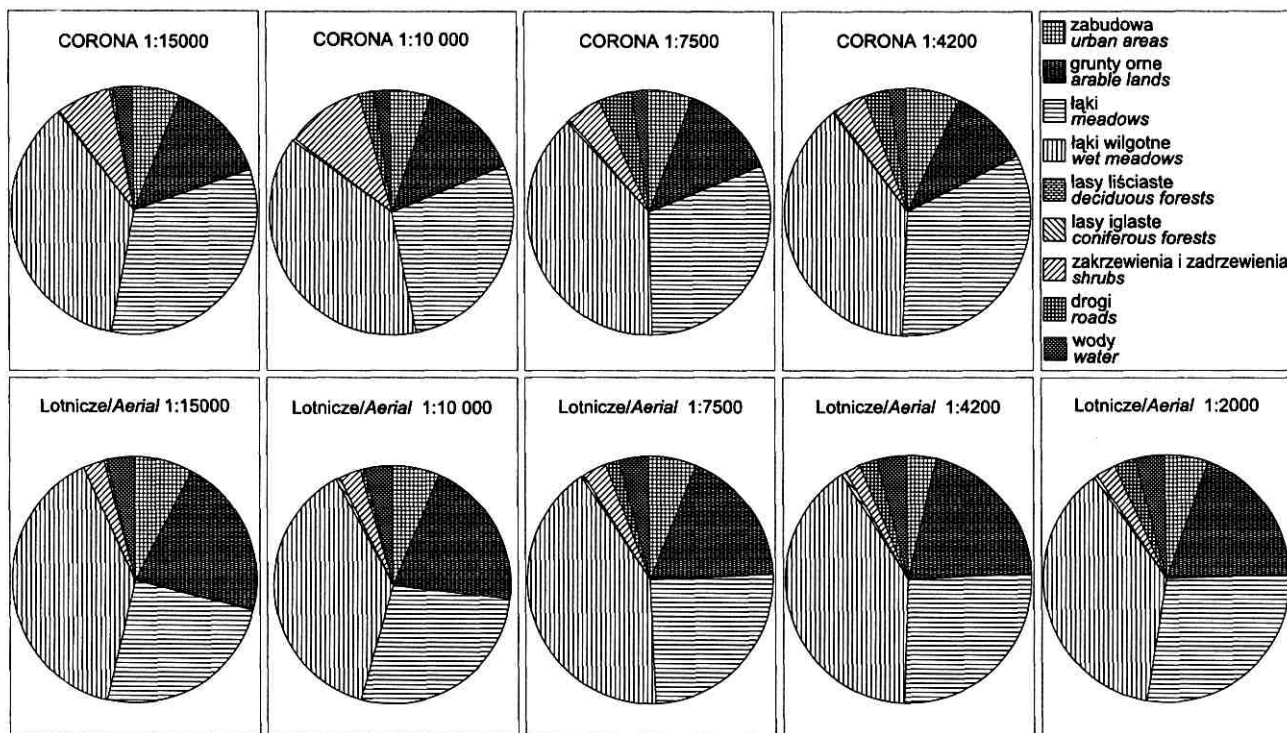 CORONA 1:15000
CORONA 1:10 000
CORONA 1:7500
CORONA 1:4200
zabudowa
urban areas
grunty orne
arable lands
łąki
meadows
łąki wilgotne
wet meadows
lasy liściaste
deciduous forests
lasy iglaste
coniferous forests
zakrzewienia i zadrzewienia
shrubs
drogi
roads
wody
water
Lotnicze/Aerial 1:15000
Lotnicze/Aerial 1:10 000
Lotnicze/Aerial 1:7500
Lotnicze/Aerial 1:4200
Lotnicze/Aerial 1:2000